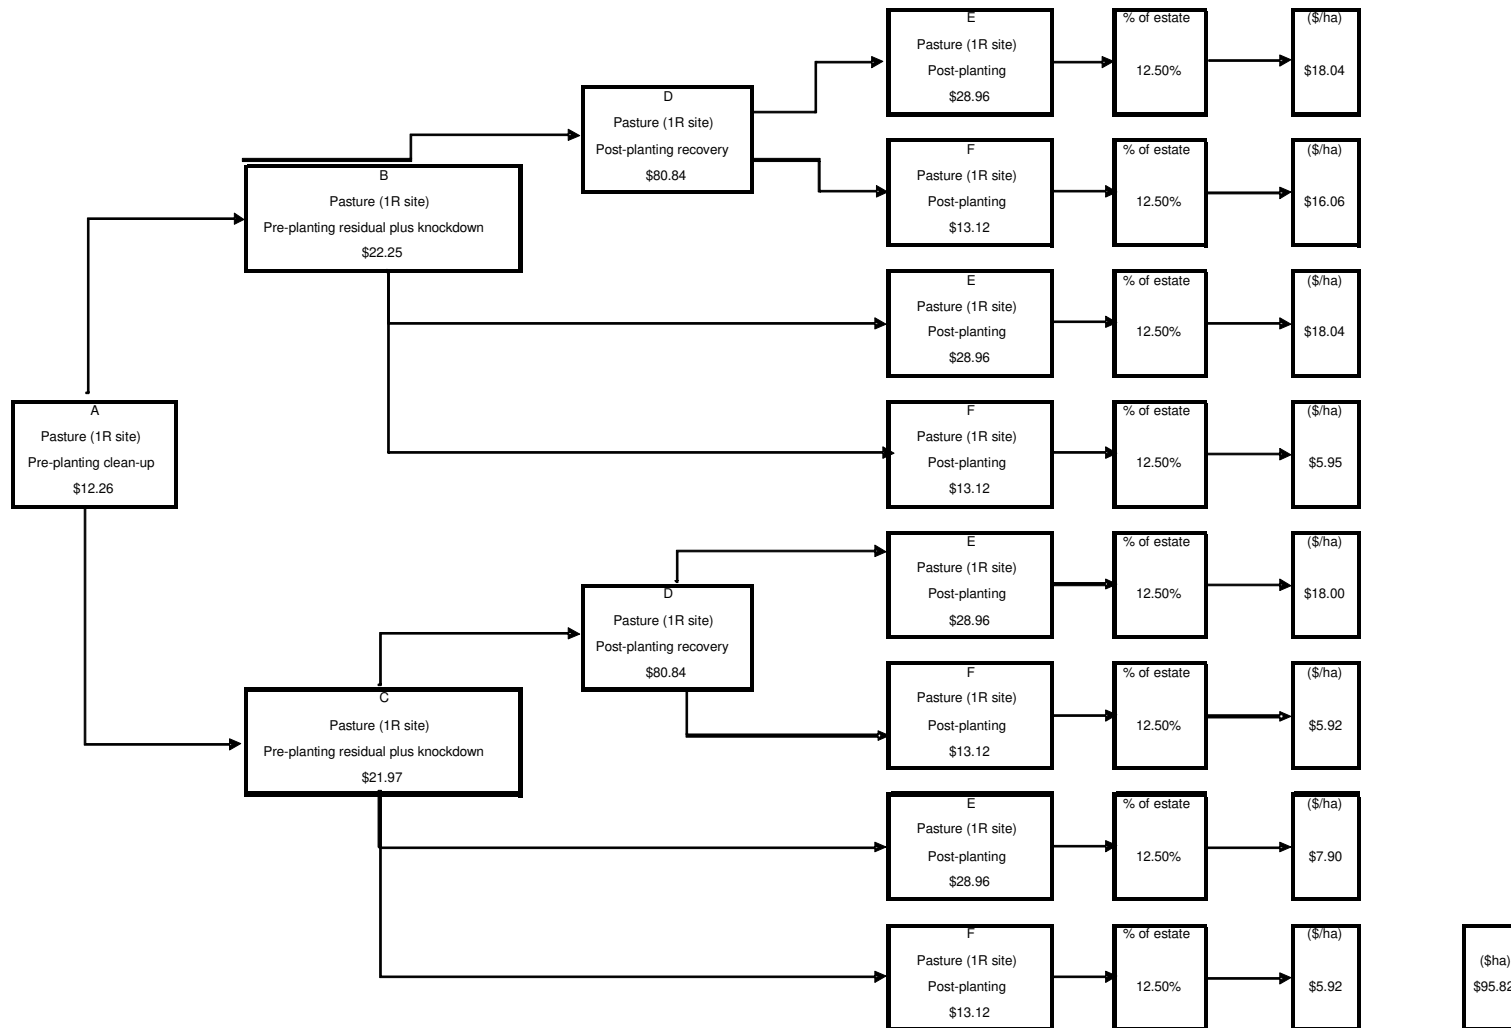 A
Pasture (1R site)
Pre-planting clean-up
$12.26
B
Pasture (1R site)
Pre-planting residual plus knockdown
$22.25
C
Pasture (1R site)
Pre-planting residual plus knockdown
$21.97
D
Pasture (1R site)
Post-planting recovery
$80.84
D
Pasture (1R site)
Post-planting recovery
$80.84
E
Pasture (1R site)
Post-planting
$28.96
% of estate
12.50%
($/ha)
$18.04
F
Pasture (1R site)
Post-planting
$13.12
% of estate
12.50%
($/ha)
$16.06
E
Pasture (1R site)
Post-planting
$28.96
% of estate
12.50%
($/ha)
$18.04
F
Pasture (1R site)
Post-planting
$13.12
% of estate
12.50%
($/ha)
$5.95
E
Pasture (1R site)
Post-planting
$28.96
% of estate
12.50%
($/ha)
$18.00
F
Pasture (1R site)
Post-planting
$13.12
% of estate
12.50%
($/ha)
$5.92
E
Pasture (1R site)
Post-planting
$28.96
% of estate
12.50%
($/ha)
$7.90
F
Pasture (1R site)
Post-planting
$13.12
% of estate
12.50%
($/ha)
$5.92
($ha)
$95.82